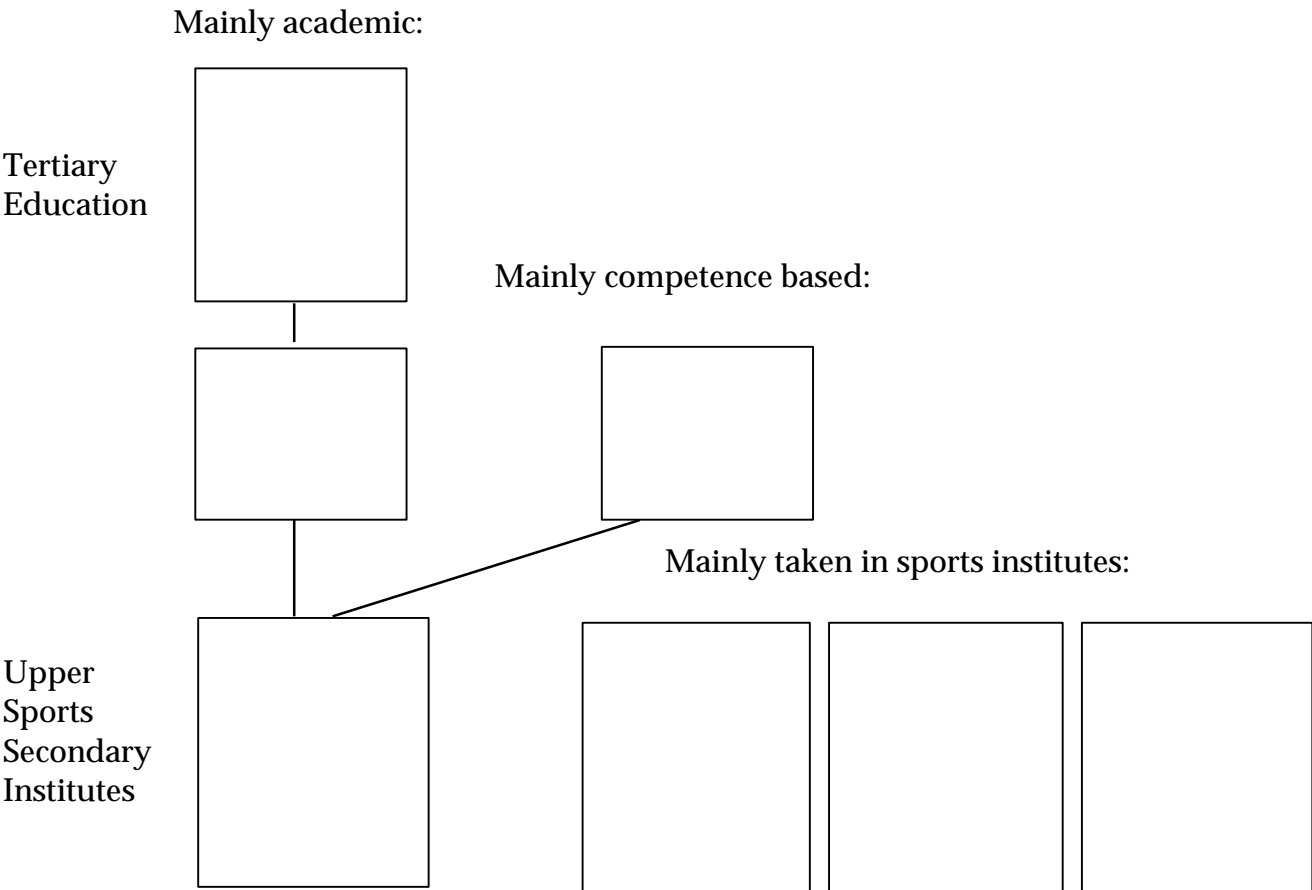 Mainly academic:
Tertiary
Education
Mainly competence based:
Mainly taken in sports institutes:
Upper
Sports
Secondary
Institutes